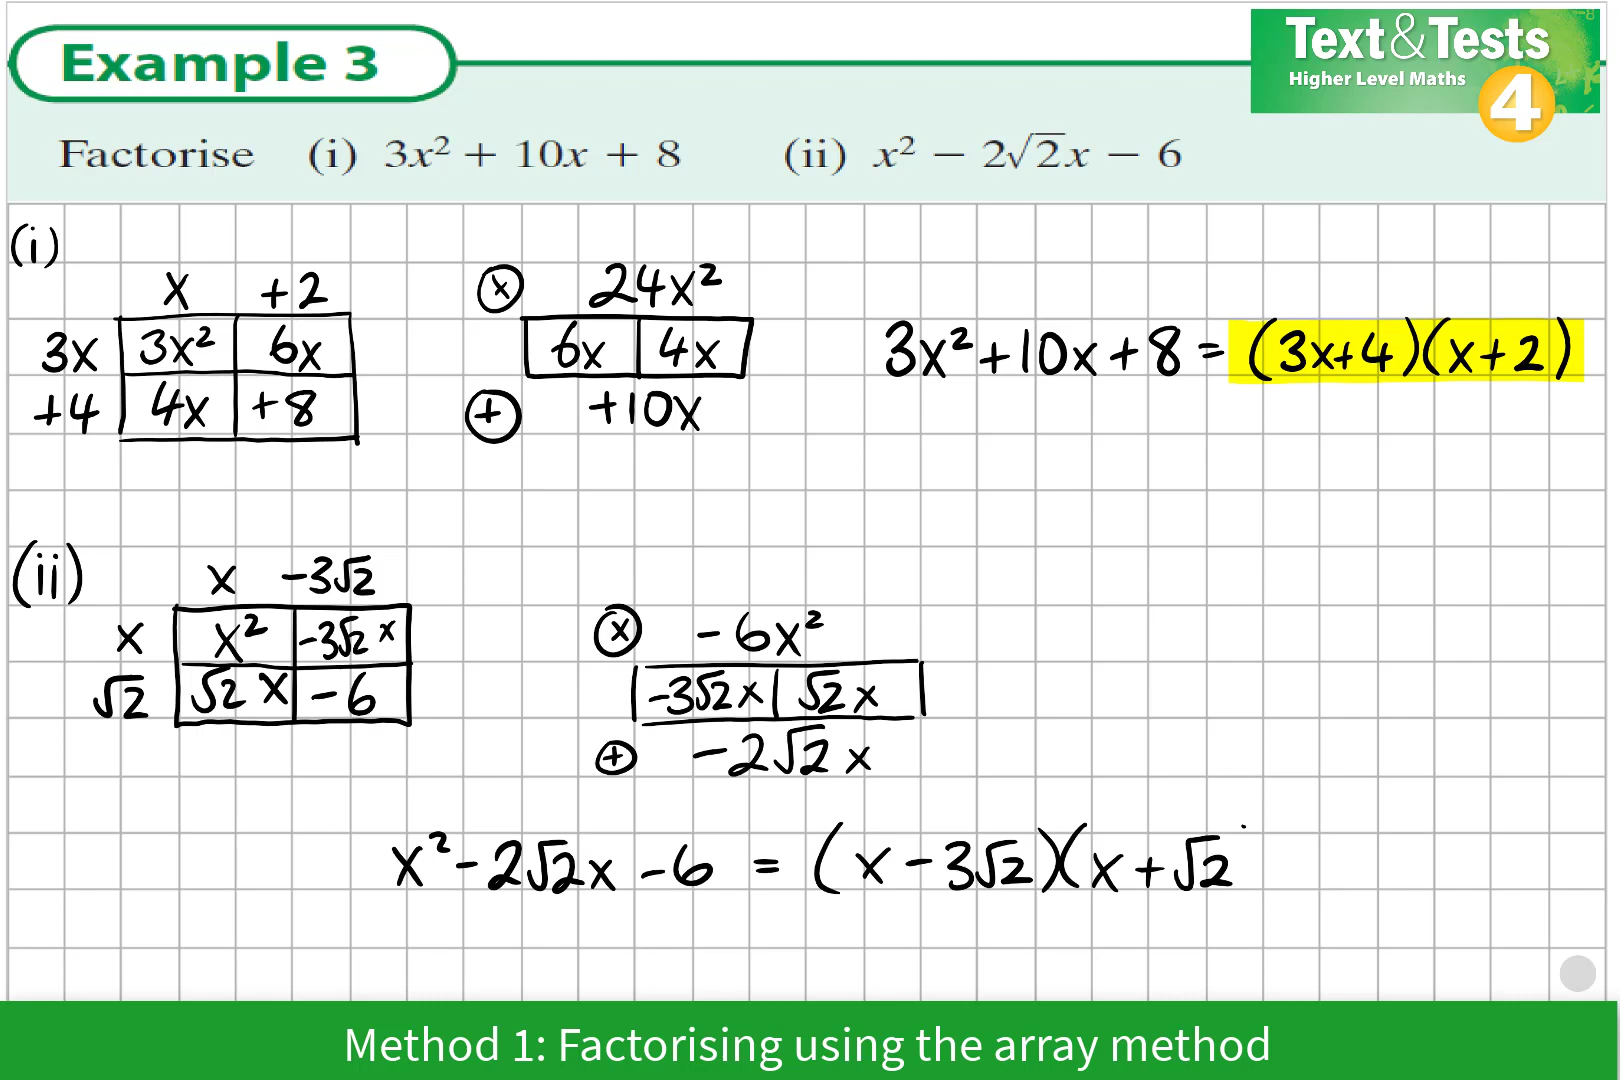 Example 3
Text & Tests
Higher Level Maths
4
Factorise (i) 3x² + 10x + 8 (ii) x² − 2√2x − 6
(i)
x +2
3x 3x² 6x
+4 4x +8
x 24x²
6x 4x
+ +10x
3x²+10x+8 = (3x+4)(x+2)
(ii)
x -3√2
x x² -3√2 x
√2 √2 x -6
x -6x²
-3√2x √2x
+ -2√2x
x²-2√2x-6 = (x-3√2)(x+√2
Method 1: Factorising using the array method